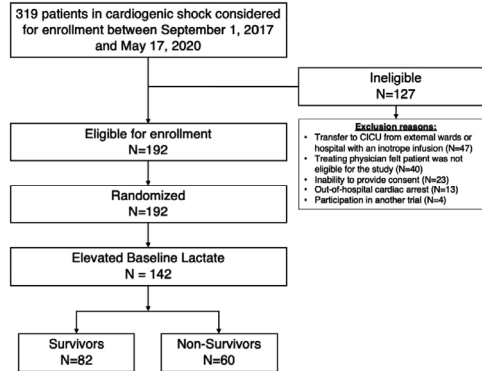 319 patients in cardiogenic shock considered
for enrollment between September 1, 2017
and May 17, 2020
Ineligible
N=127
Exclusion reasons:
• Transfer to CICU from external wards or
hospital with an inotrope infusion (N=47)
• Treating physician felt patient was not
eligible for the study (N=40)
• Inability to provide consent (N=23)
• Out-of-hospital cardiac arrest (N=13)
• Participation in another trial (N=4)
Eligible for enrollment
N=192
Randomized
N=192
Elevated Baseline Lactate
N = 142
Survivors
N=82
Non-Survivors
N=60